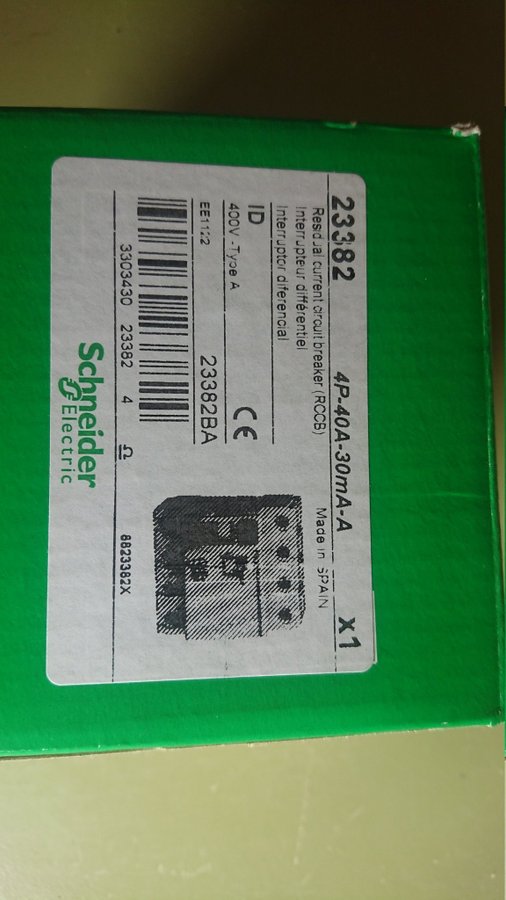 23382 4P-40A-30mA-A x1
Residual current circuit breaker (RCCB) Made in SPAIN
Interrupteur différentiel
Interruptor diferencial
ID CE
400V -Type A
EE1122 23382BA
3303430 23382 4 8823382X
Schneider
Electric